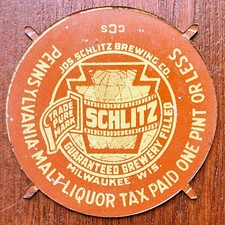 CCS
JOS SCHLITZ BREWING CO.
TRADE
PURE
MARK
SCHLITZ
GUARANTEED BREWERY FILLED
MILWAUKEE WIS.
PENNSYLVANIA-MALT-LIQUOR TAX PAID ONE PINT OR LESS